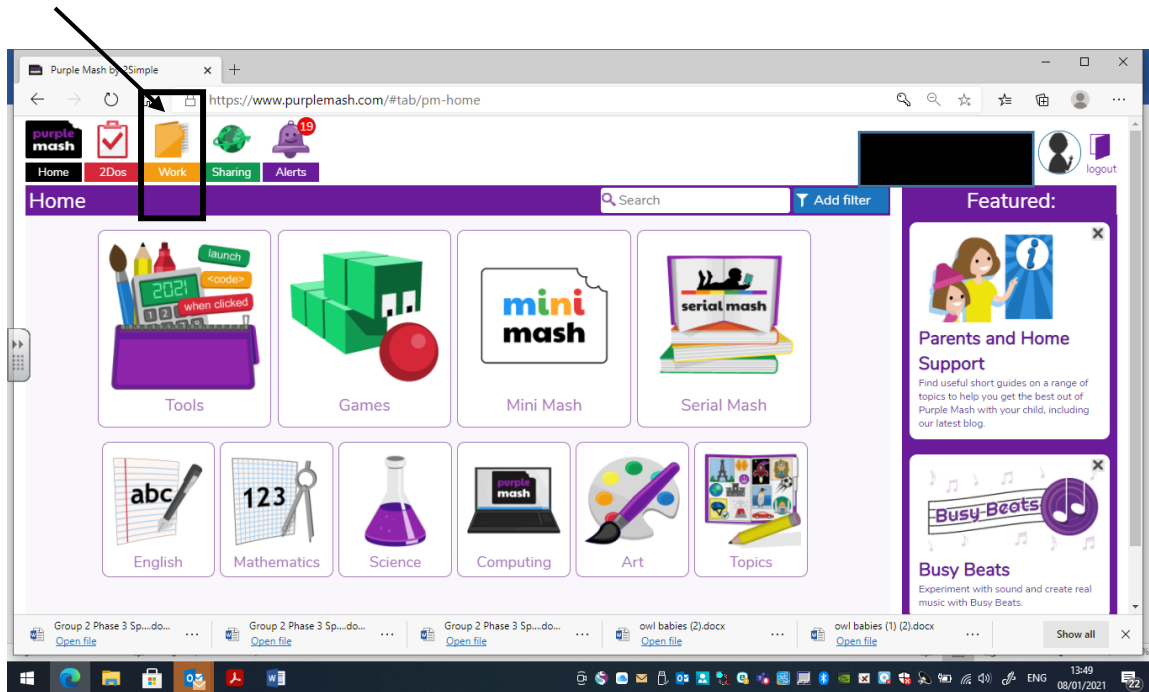 Purple Mash by 2Simple
https://www.purplemash.com/#tab/pm-home
purple
mash
19
Home
2Dos
Work
Sharing
Alerts
logout
Home
Search
Add filter
Featured:
launch
<code>
when clicked
2021
Tools
Games
mini
mash
Mini Mash
serial mash
Serial Mash
Parents and Home
Support
Find useful short guides on a range of
topics to help you get the best out of
Purple Mash with your child, including
our latest blog.
abc
English
123
Mathematics
Science
purple
mash
Computing
Art
Topics
Busy Beats
Busy Beats
Experiment with sound and create real
music with Busy Beats.
Group 2 Phase 3 Sp....do...
Open file
Group 2 Phase 3 Sp....do...
Open file
Group 2 Phase 3 Sp....do...
Open file
owl babies (2).docx
Open file
owl babies (1) (2).docx
Open file
Show all
ENG
13:49
08/01/2021
22